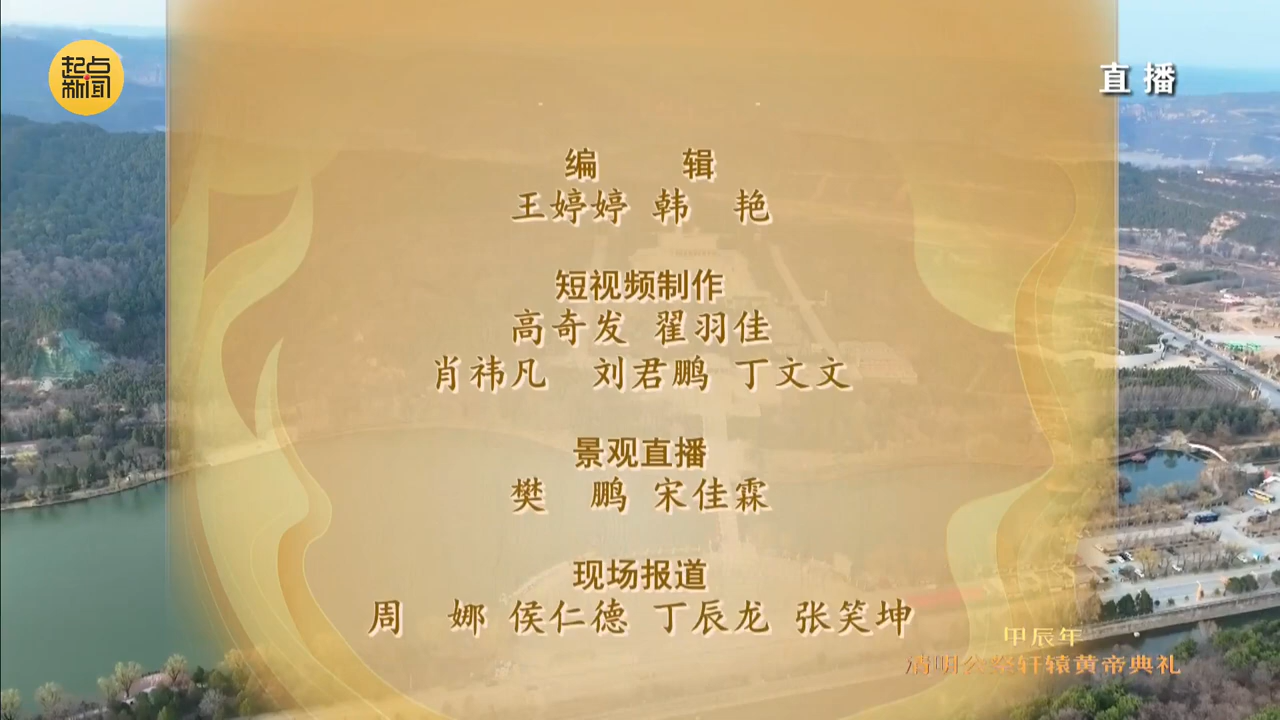 起点
新闻
直播
编 辑
王婷婷 韩 艳
短视频制作
高奇发 翟羽佳
肖祎凡 刘君鹏 丁文文
景观直播
樊 鹏 宋佳霖
现场报道
周 娜 侯仁德 丁辰龙 张笑坤
甲辰年
清明公祭轩辕黄帝典礼